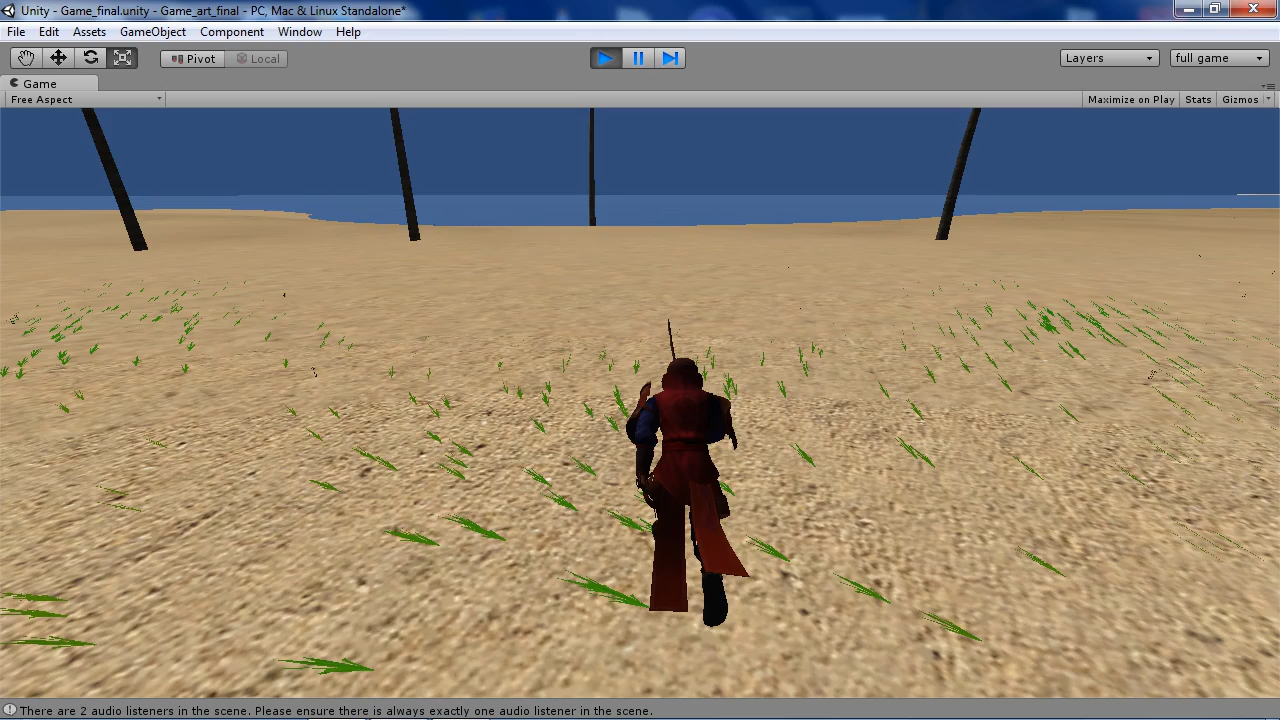 Unity - Game_final.unity - Game_art_final - PC, Mac & Linux Standalone*
File Edit Assets GameObject Component Window Help
Pivot Local Layers full game
Game
Free Aspect Maximize on Play Stats Gizmos
There are 2 audio listeners in the scene. Please ensure there is always exactly one audio listener in the scene.